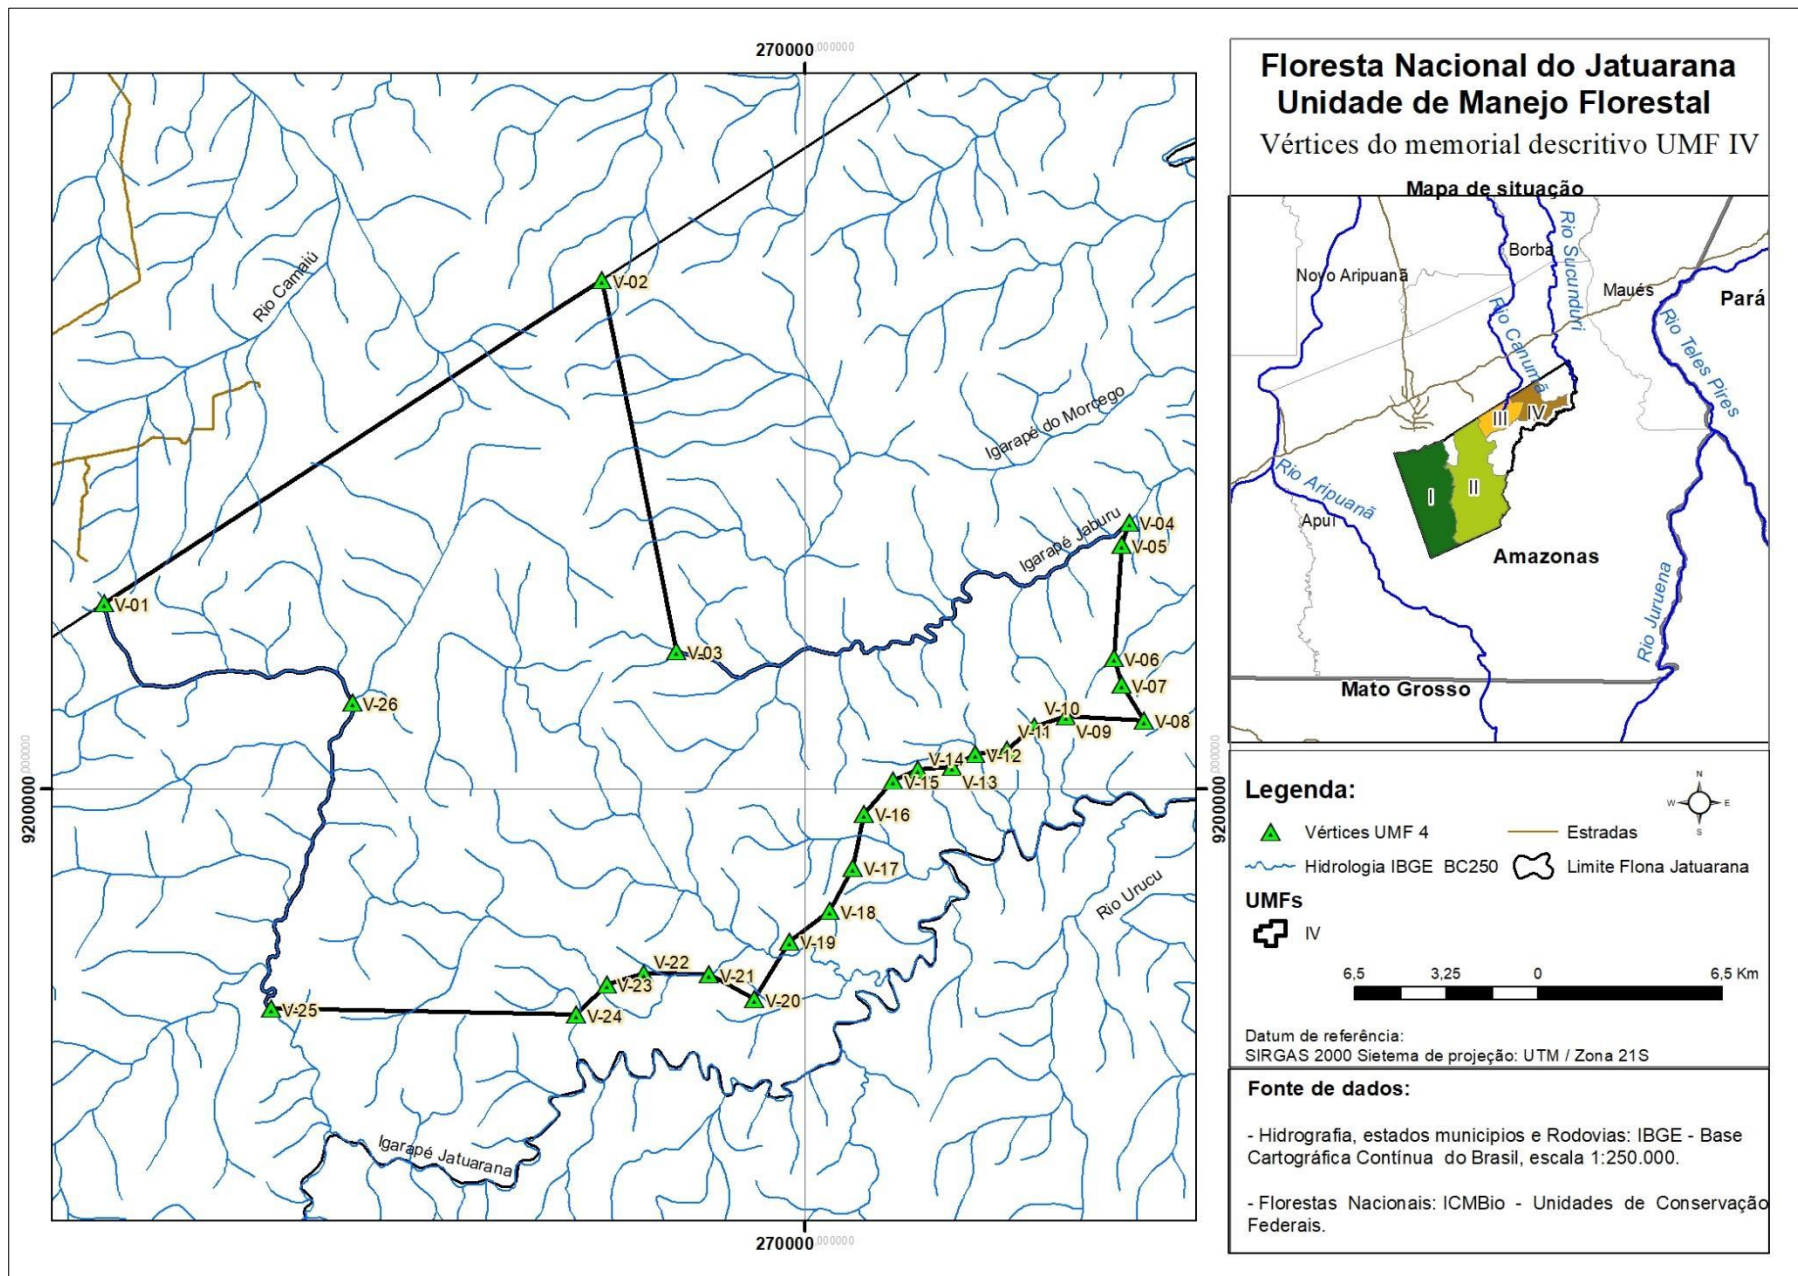 270000,000000
Floresta Nacional do Jatuarana
Unidade de Manejo Florestal
Vértices do memorial descritivo UMF IV
Mapa de situação
Rio Camaiú
V-02
Igarapé do Morcego
Igarapé Jaburu
V-04
V-05
V-01
V-03
V-06
V-07
V-26
V-10
V-08
V-11
V-09
V-14
V-12
V-15
V-13
9200000,000000
9200000,000000
V-16
V-17
Rio Urucu
V-18
V-19
V-22
V-21
V-23
V-20
V-25
V-24
Igarapé Jatuarana
270000,000000
Rio Sucunduri
Borba
Novo Aripuanã
Maués
Pará
Rio Canumã
Rio Teles Pires
III
IV
Rio Aripuanã
I
II
Apuí
Amazonas
Rio Juruena
Mato Grosso
Legenda:
N
W
E
S
Vértices UMF 4
Estradas
Hidrologia IBGE BC250
Limite Flona Jatuarana
UMFs
IV
6,5 3,25 0 6,5 Km
Datum de referência:
SIRGAS 2000 Sietema de projeção: UTM / Zona 21S
Fonte de dados:
- Hidrografia, estados municipios e Rodovias: IBGE - Base
Cartográfica Contínua do Brasil, escala 1:250.000.
- Florestas Nacionais: ICMBio - Unidades de Conservação
Federais.